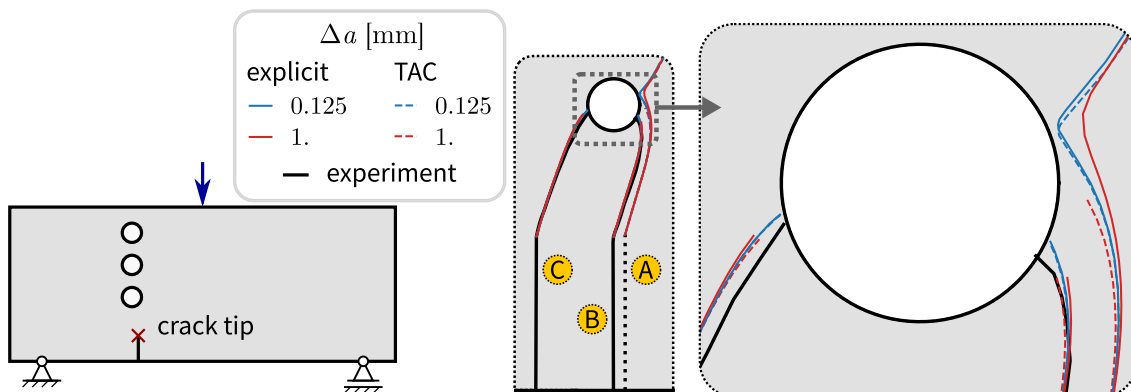 Δa [mm]
explicit TAC
0.125 0.125
1. 1.
experiment
crack tip
C
A
B